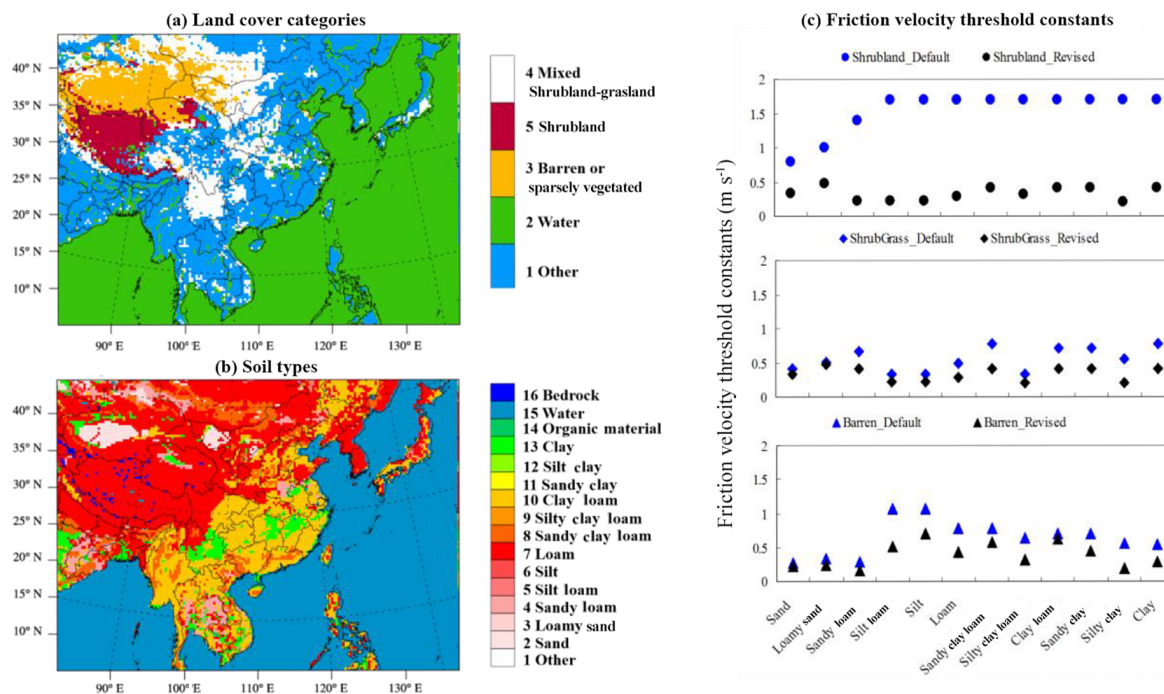 (a) Land cover categories
40° N
35° N
30° N
25° N
20° N
15° N
10° N
90° E
100° E
110° E
120° E
130° E
4 Mixed
Shrubland-grasland
5 Shrubland
3 Barren or
sparsely vegetated
2 Water
1 Other
(b) Soil types
40° N
35° N
30° N
25° N
20° N
15° N
10° N
90° E
100° E
110° E
120° E
130° E
16 Bedrock
15 Water
14 Organic material
13 Clay
12 Silt clay
11 Sandy clay
10 Clay loam
9 Silty clay loam
8 Sandy clay loam
7 Loam
6 Silt
5 Silt loam
4 Sandy loam
3 Loamy sand
2 Sand
1 Other
(c) Friction velocity threshold constants
Friction velocity threshold constants (m s-1)
Shrubland_Default
Shrubland_Revised
2
1.5
1
0.5
0
ShrubGrass_Default
ShrubGrass_Revised
2
1.5
1
0.5
0
Barren_Default
Barren_Revised
2
1.5
1
0.5
0
Sand
Loamy sand
Sandy loam
Silt loam
Silt
Loam
Sandy clay loam
Silty clay loam
Clay loam
Sandy clay
Silty clay
Clay